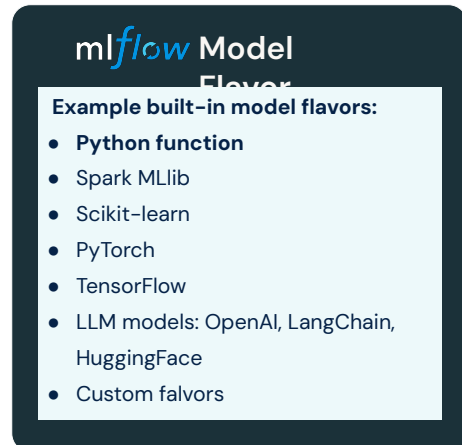 mlflow Model
Flavor
Example built-in model flavors:
● Python function
● Spark MLlib
● Scikit-learn
● PyTorch
● TensorFlow
● LLM models: OpenAI, LangChain,
HuggingFace
● Custom falvors